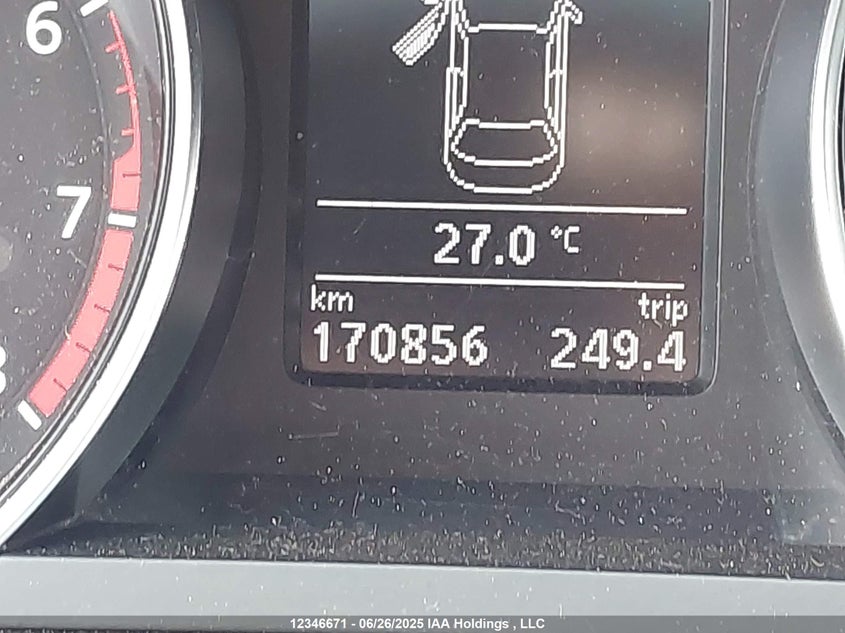 6
7
27.0 °C
km trip
170856 249.4
12346671 - 06/26/2025 IAA Holdings , LLC